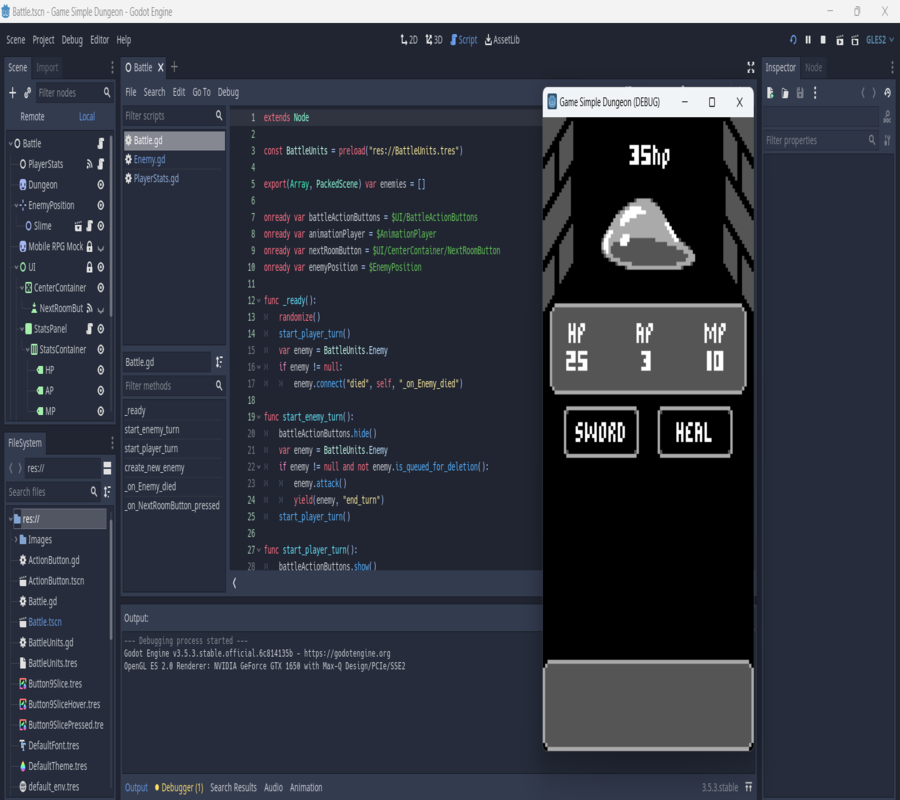 Battle.tscn - Game Simple Dungeon - Godot Engine
Scene Project Debug Editor Help
2D 3D Script AssetLib
GLES2
Scene Import
Filter nodes
Remote Local
Battle
PlayerStats
Dungeon
EnemyPosition
Slime
Mobile RPG Mock
UI
CenterContainer
NextRoomBut
StatsPanel
StatsContainer
HP
AP
MP
FileSystem
res://
Search files
res://
Images
ActionButton.gd
ActionButton.tscn
Battle.gd
Battle.tscn
BattleUnits.gd
BattleUnits.tres
Button9Slice.tres
Button9SliceHover.tres
Button9SlicePressed.tre
DefaultFont.tres
DefaultTheme.tres
default_env.tres
Battle
File Search Edit Go To Debug
Filter scripts
Battle.gd
Enemy.gd
PlayerStats.gd
Battle.gd
Filter methods
_ready
start_enemy_turn
start_player_turn
create_new_enemy
_on_Enemy_died
_on_NextRoomButton_pressed
1 extends Node
2
3 const BattleUnits = preload("res://BattleUnits.tres")
4
5 export(Array, PackedScene) var enemies = []
6
7 onready var battleActionButtons = $UI/BattleActionButtons
8 onready var animationPlayer = $AnimationPlayer
9 onready var nextRoomButton = $UI/CenterContainer/NextRoomButton
10 onready var enemyPosition = $EnemyPosition
11
12 func _ready():
13 randomize()
14 start_player_turn()
15 var enemy = BattleUnits.Enemy
16 if enemy != null:
17 enemy.connect("died", self, "_on_Enemy_died")
18
19 func start_enemy_turn():
20 battleActionButtons.hide()
21 var enemy = BattleUnits.Enemy
22 if enemy != null and not enemy.is_queued_for_deletion():
23 enemy.attack()
24 yield(enemy, "end_turn")
25 start_player_turn()
26
27 func start_player_turn():
28 battleActionButtons.show()
Output:
--- Debugging process started ---
Godot Engine v3.5.3.stable.official.6c814135b - https://godotengine.org
OpenGL ES 2.0 Renderer: NVIDIA GeForce GTX 1650 with Max-Q Design/PCIe/SSE2
Output Debugger (1) Search Results Audio Animation
3.5.3.stable
Game Simple Dungeon (DEBUG)
35hp
HP AP MP
25 3 10
SWORD HEAL
Inspector Node
Filter properties